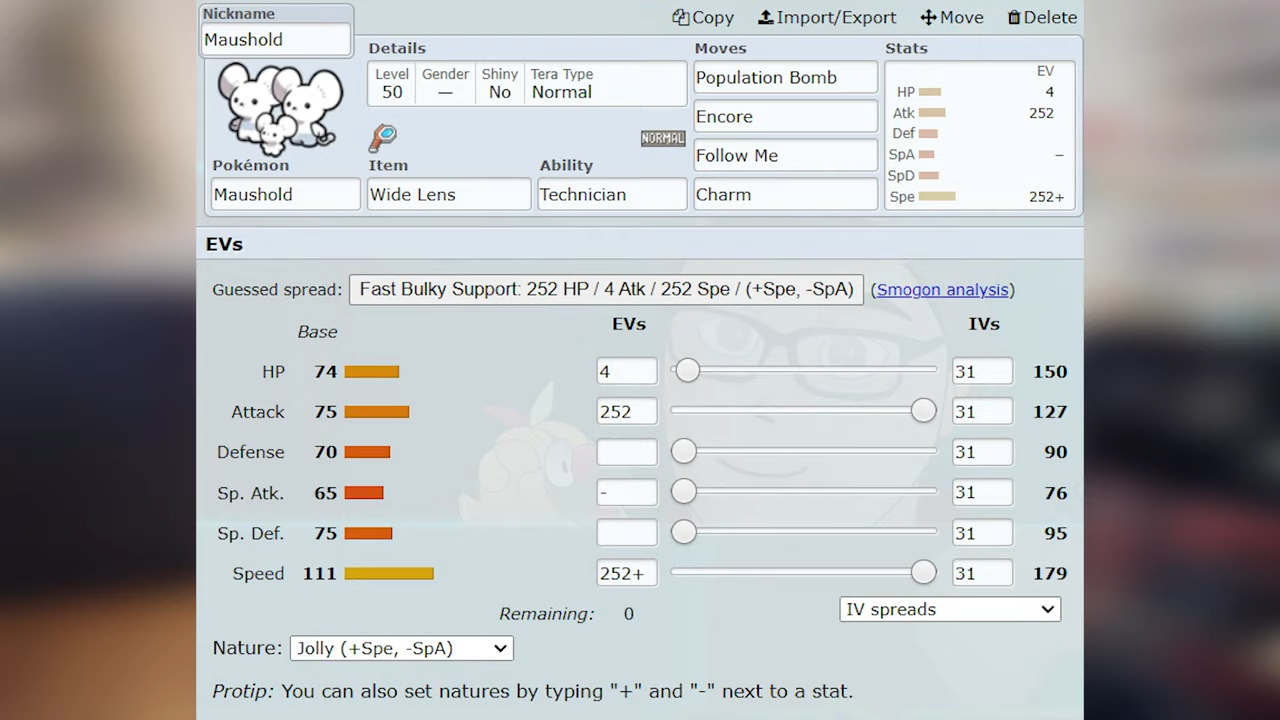 Nickname
Maushold
Copy Import/Export Move Delete
Details
Level Gender Shiny Tera Type
50 — No Normal
NORMAL
Pokémon Item Ability
Maushold Wide Lens Technician
Moves
Population Bomb
Encore
Follow Me
Charm
Stats
EV
HP 4
Atk 252
Def
SpA –
SpD
Spe 252+
EVs
Guessed spread: Fast Bulky Support: 252 HP / 4 Atk / 252 Spe / (+Spe, -SpA) (Smogon analysis)
Base EVs IVs
HP 74 4 31 150
Attack 75 252 31 127
Defense 70 31 90
Sp. Atk. 65 - 31 76
Sp. Def. 75 31 95
Speed 111 252+ 31 179
Remaining: 0 IV spreads
Nature: Jolly (+Spe, -SpA)
Protip: You can also set natures by typing "+" and "-" next to a stat.